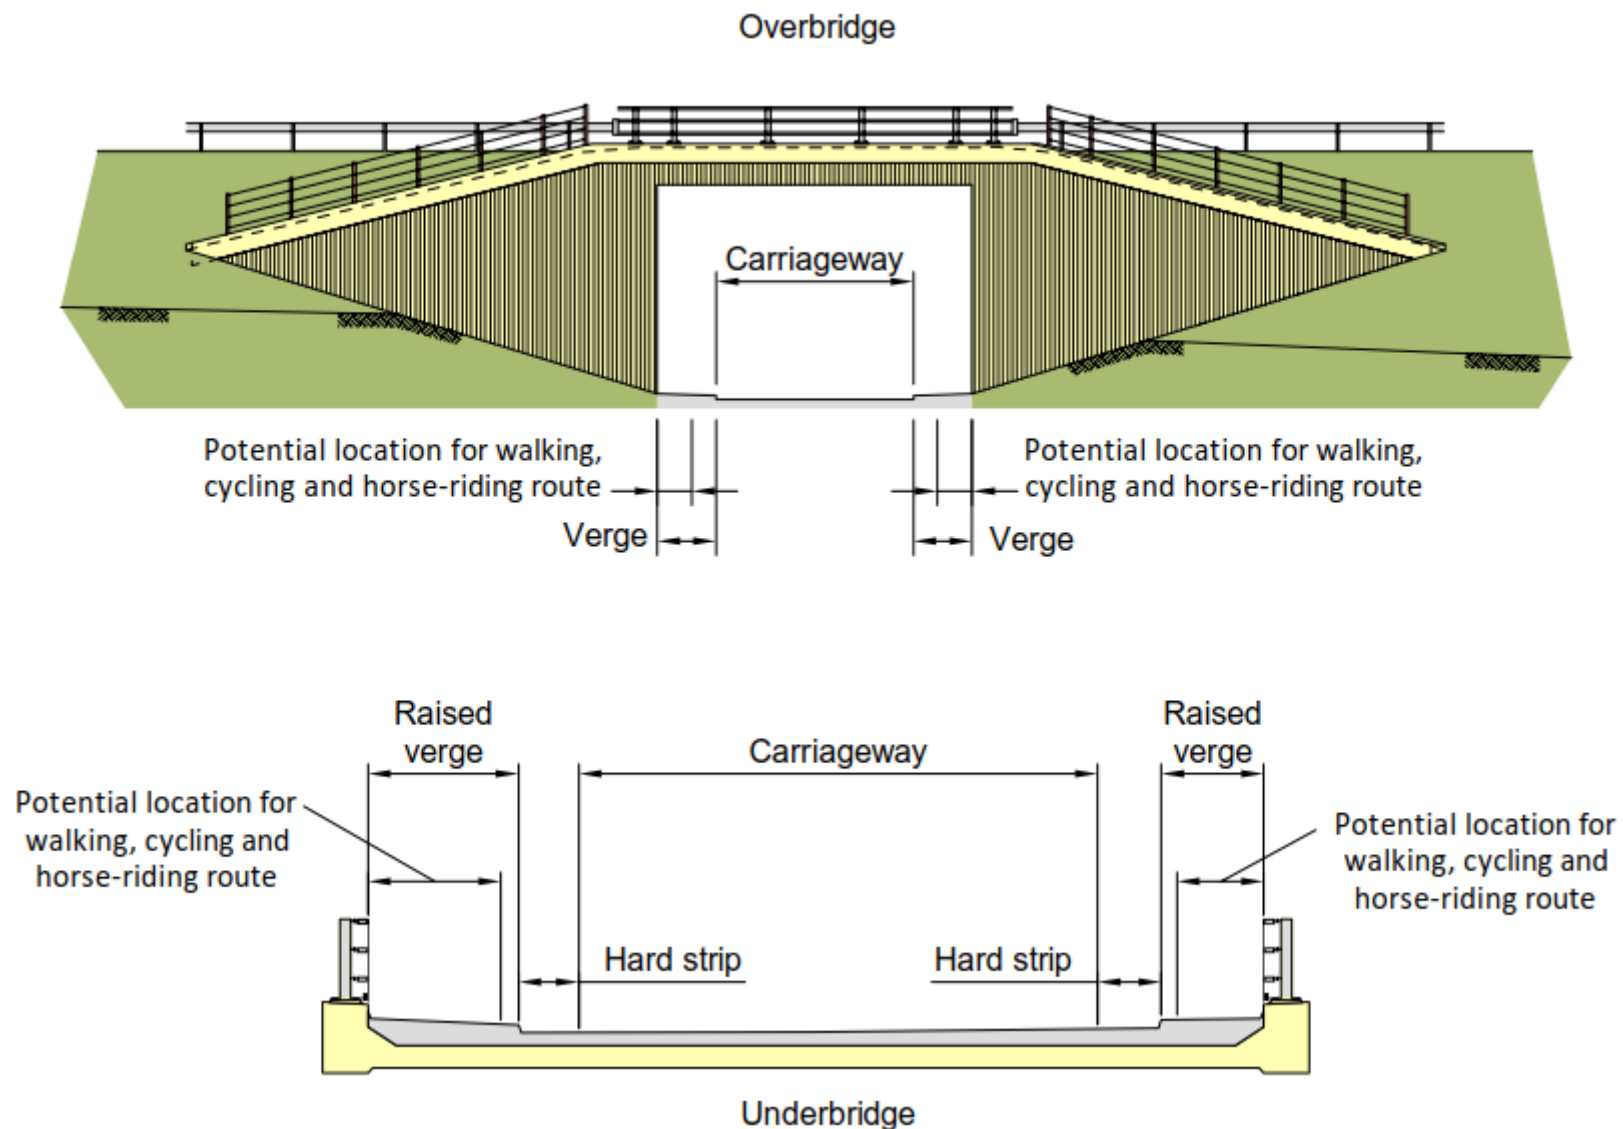 Overbridge
Carriageway
Potential location for walking,
cycling and horse-riding route
Potential location for walking,
cycling and horse-riding route
Verge
Verge
Raised
verge
Carriageway
Raised
verge
Potential location for
walking, cycling and
horse-riding route
Potential location for
walking, cycling and
horse-riding route
Hard strip
Hard strip
Underbridge